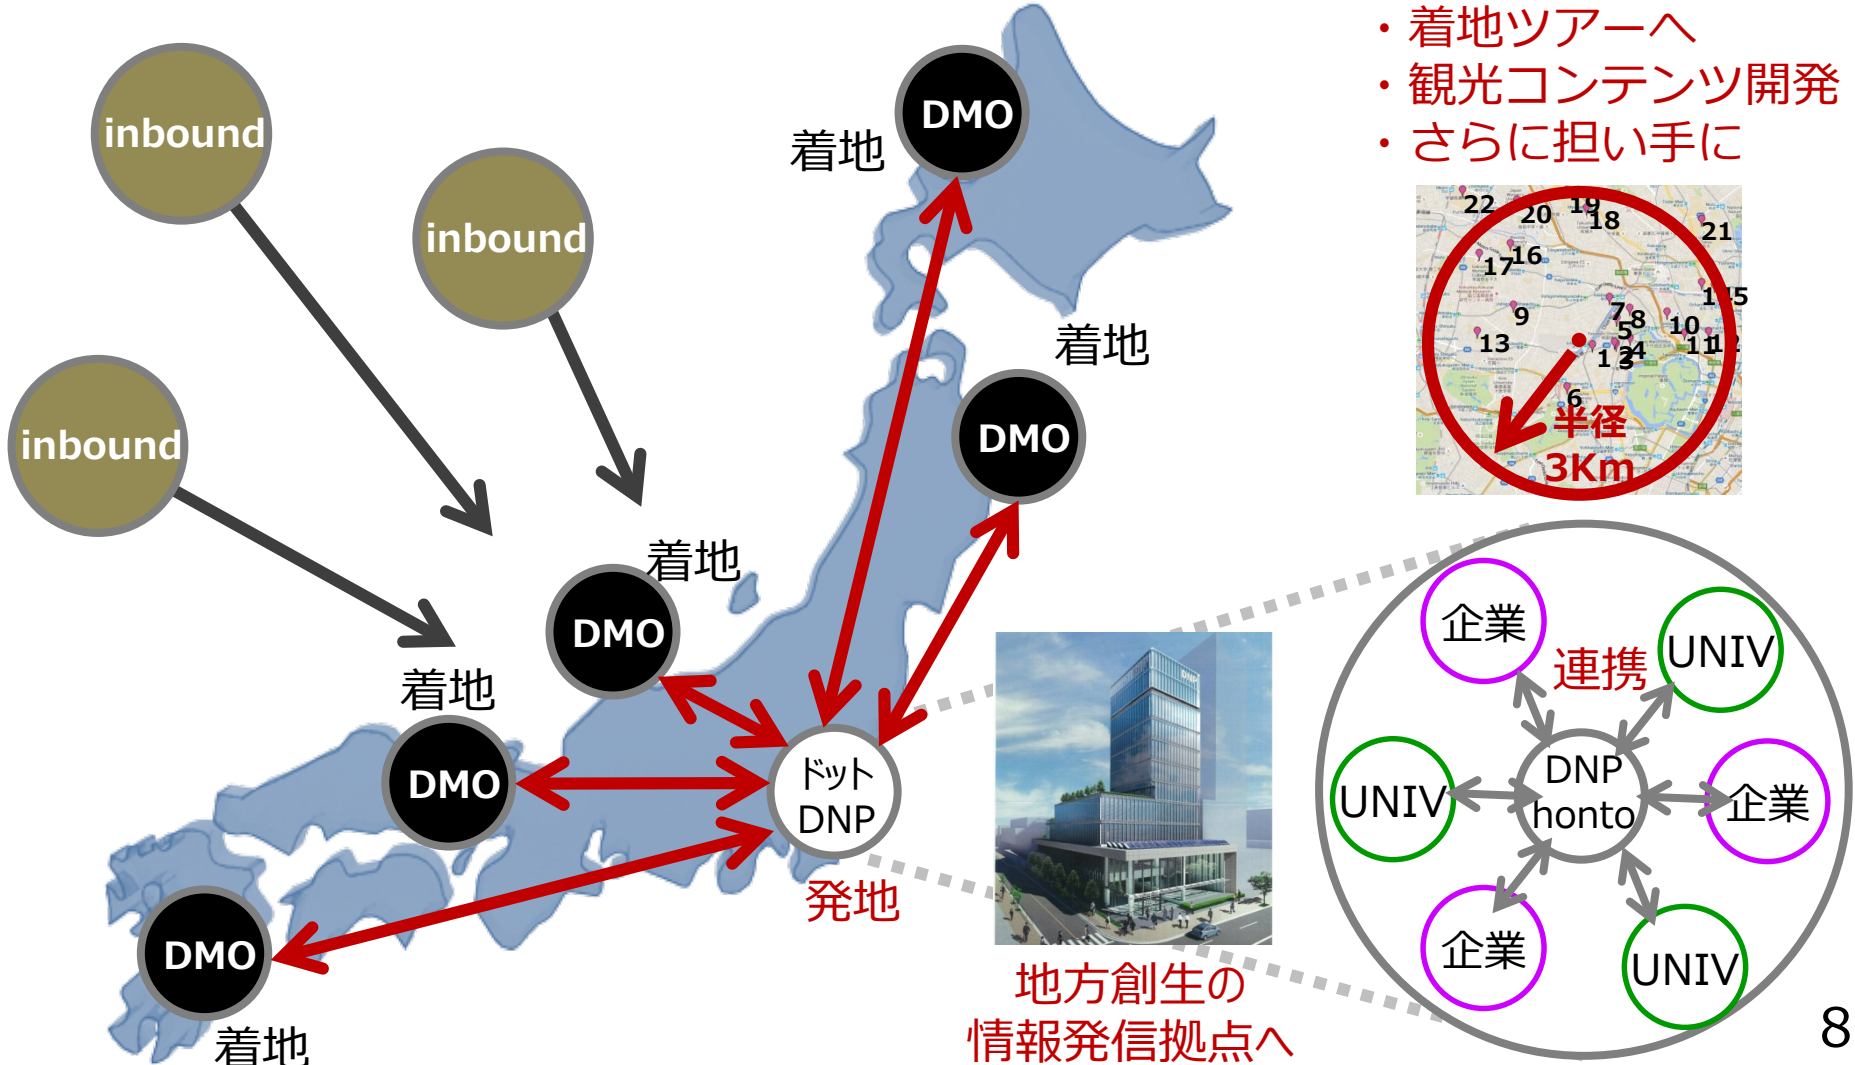 ・着地ツアーへ
・観光コンテンツ開発
・さらに担い手に
inbound
inbound
inbound
DMO
着地
着地
DMO
着地
DMO
着地
DMO
DMO
着地
ドット
DNP
発地
22
20
19
18
21
17
16
9
13
7
8
5
10
1
6
半径
3Km
DNP
地方創生の
情報発信拠点へ
企業
連携
UNIV
UNIV
DNP
honto
企業
企業
UNIV
8